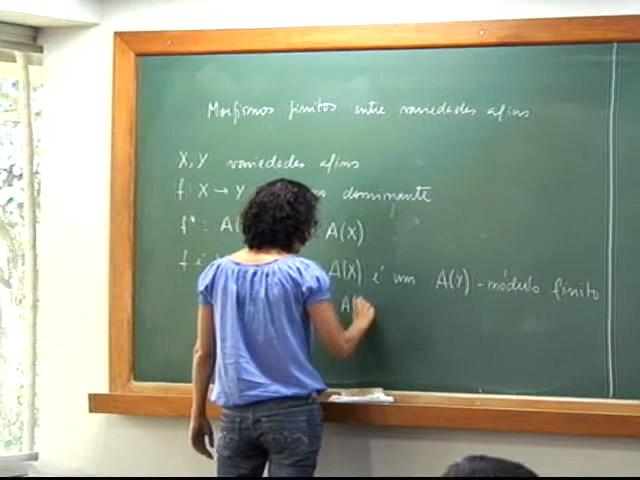 Morfismos finitos entre variedades afins
X, Y variedades afins
f: X → Y dominante
f* : A( A(X)
f é A(X) é um A(Y) - módulo finito
A(